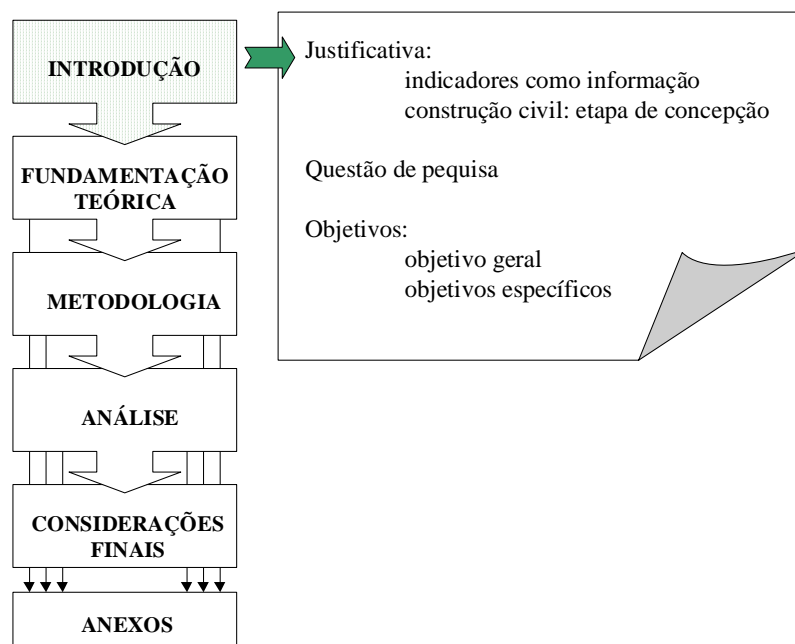 INTRODUÇÃO
FUNDAMENTAÇÃO
TEÓRICA
METODOLOGIA
ANÁLISE
CONSIDERAÇÕES
FINAIS
ANEXOS
Justificativa:
indicadores como informação
construção civil: etapa de concepção
Questão de pequisa
Objetivos:
objetivo geral
objetivos específicos